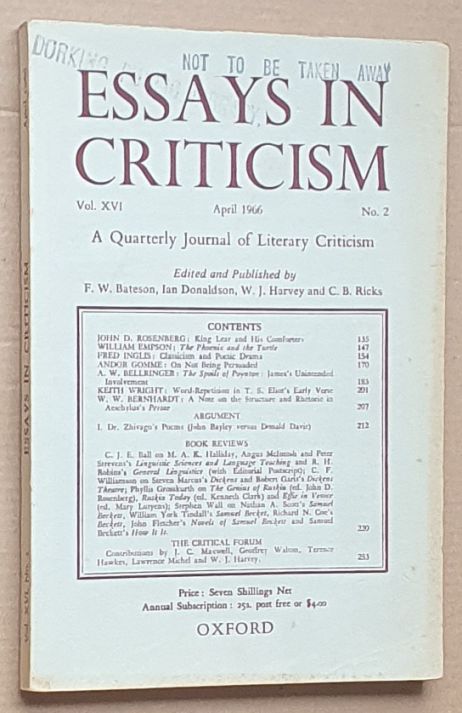 DORKING
NOT TO BE TAKEN AWAY
ESSAYS IN
CRITICISM
Vol. XVI April 1966 No. 2
A Quarterly Journal of Literary Criticism
Edited and Published by
F. W. Bateson, Ian Donaldson, W. J. Harvey and C. B. Ricks
CONTENTS
JOHN D. ROSENBERG: King Lear and His Comforters 135
WILLIAM EMPSON: The Phoenix and the Turtle 147
FRED INGLIS: Classicism and Poetic Drama 154
ANDOR GOMME: On Not Being Persuaded 170
A. W. BELLRINGER: The Spoils of Poynton: James's Unintended
Involvement 185
KEITH WRIGHT: Word-Repetition in T. S. Eliot's Early Verse 201
W. W. BERNHARDT: A Note on the Structure and Rhetoric in
Aeschylus's Persae 207
ARGUMENT
I. Dr. Zhivago's Poems (John Bayley versus Donald Davie) 212
BOOK REVIEWS
C. J. E. Ball on M. A. K. Halliday, Angus McIntosh and Peter
Strevens's Linguistic Sciences and Language Teaching and R. H.
Robins's General Linguistics (with Editorial Postscript); C. F.
Williamson on Steven Marcus's Dickens and Robert Garis's Dickens
Theatre; Phyllis Grosskurth on The Genius of Ruskin (ed. John D.
Rosenberg), Ruskin Today (ed. Kenneth Clark) and Effie in Venice
(ed. Mary Lutyens); Stephen Wall on Nathan A. Scott's Samuel
Beckett, William York Tindall's Samuel Beckett, Richard N. Coe's
Beckett, John Fletcher's Novels of Samuel Beckett and Samuel
Beckett's How It Is. 220
THE CRITICAL FORUM
Contributions by J. C. Maxwell, Geoffrey Walton, Terence
Hawkes, Lawrence Michel and W. J. Harvey. 233
Price: Seven Shillings Net
Annual Subscription: 25s. post free or $4.00
OXFORD
Vol. XVI, No.
ESSAYS IN CRITICISM
April